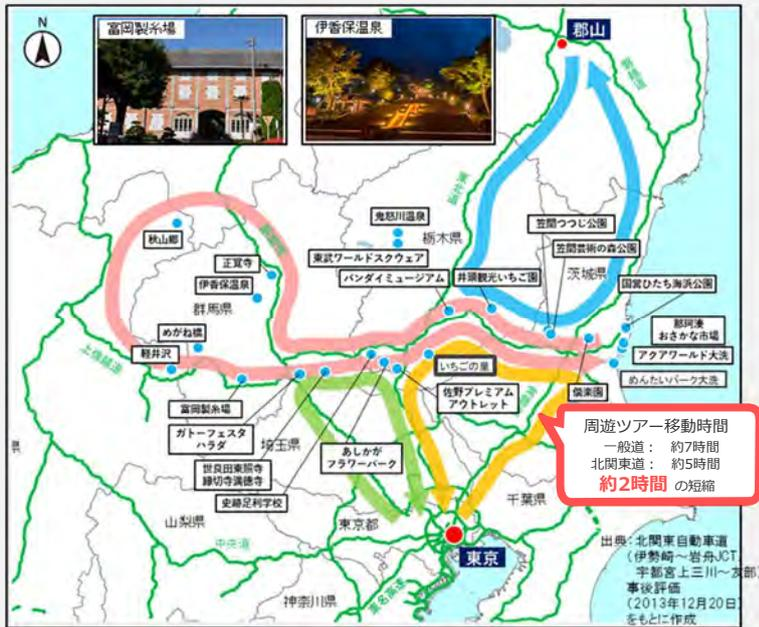 N
富岡製糸場
伊香保温泉
郡山
磐越道
東北道
秋山郷
鬼怒川温泉
栃木県
笠間つつじ公園
笠間芸術の森公園
正覚寺
東武ワールドスクウェア
バンダイミュージアム
井頭観光いちご園
茨城県
国営ひたち海浜公園
伊香保温泉
群馬県
那珂湊
おさかな市場
めがね橋
アクアワールド大洗
軽井沢
上信越道
いちごの里
めんたいパーク大洗
富岡製糸場
佐野プレミアム
アウトレット
偕楽園
ガトーフェスタ
ハラダ
埼玉県
あしかが
フラワーパーク
世良田東照寺
縁切寺満徳寺
史跡足利学校
周遊ツアー移動時間
一般道： 約7時間
北関東道： 約5時間
約2時間 の短縮
千葉県
山梨県
東京都
中央道
東京
神奈川県
東名高速
出典：北関東自動車道
（伊勢崎～岩舟JCT、
宇都宮上三川～友部）
事後評価
（2013年12月20日）
をもとに作成